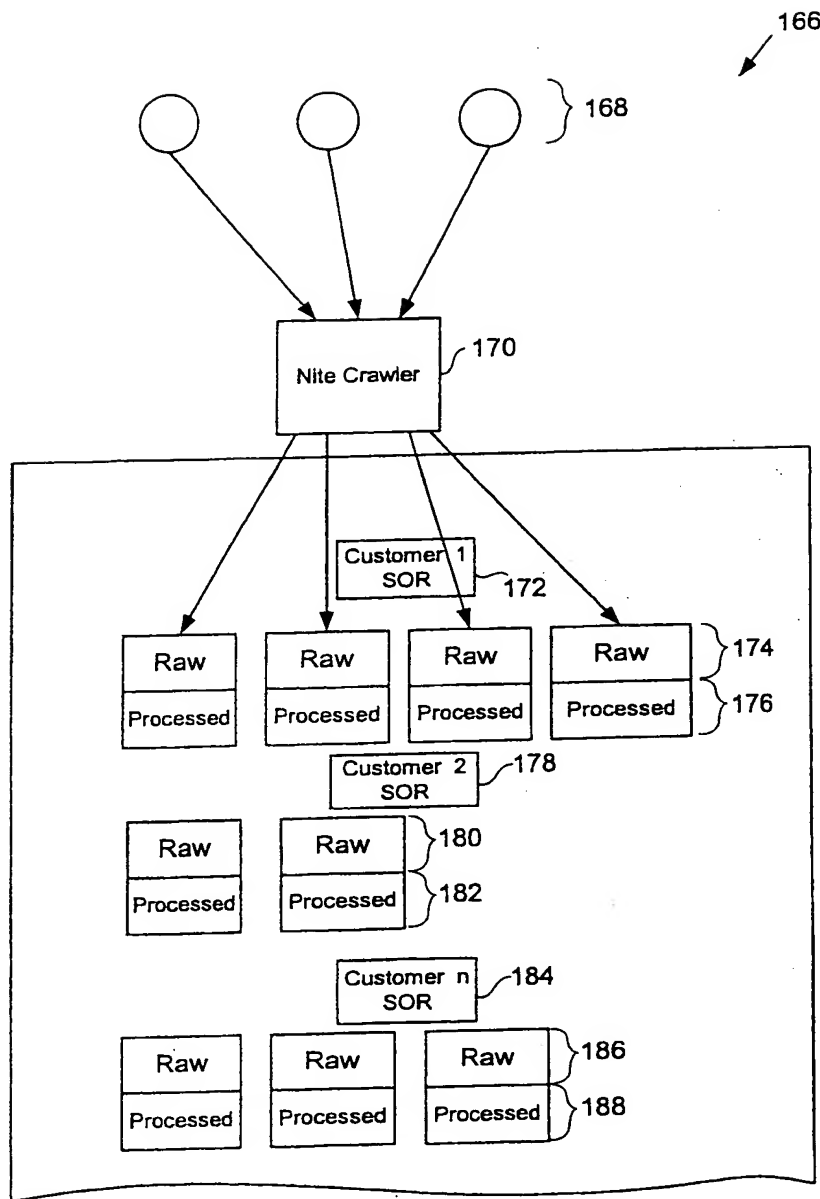 166
168
Nite Crawler
170
Customer 1
SOR
172
Raw Raw Raw Raw
174
Processed Processed Processed Processed
176
Customer 2
SOR
178
Raw Raw
180
Processed Processed
182
Customer n
SOR
184
Raw Raw Raw
186
Processed Processed Processed
188